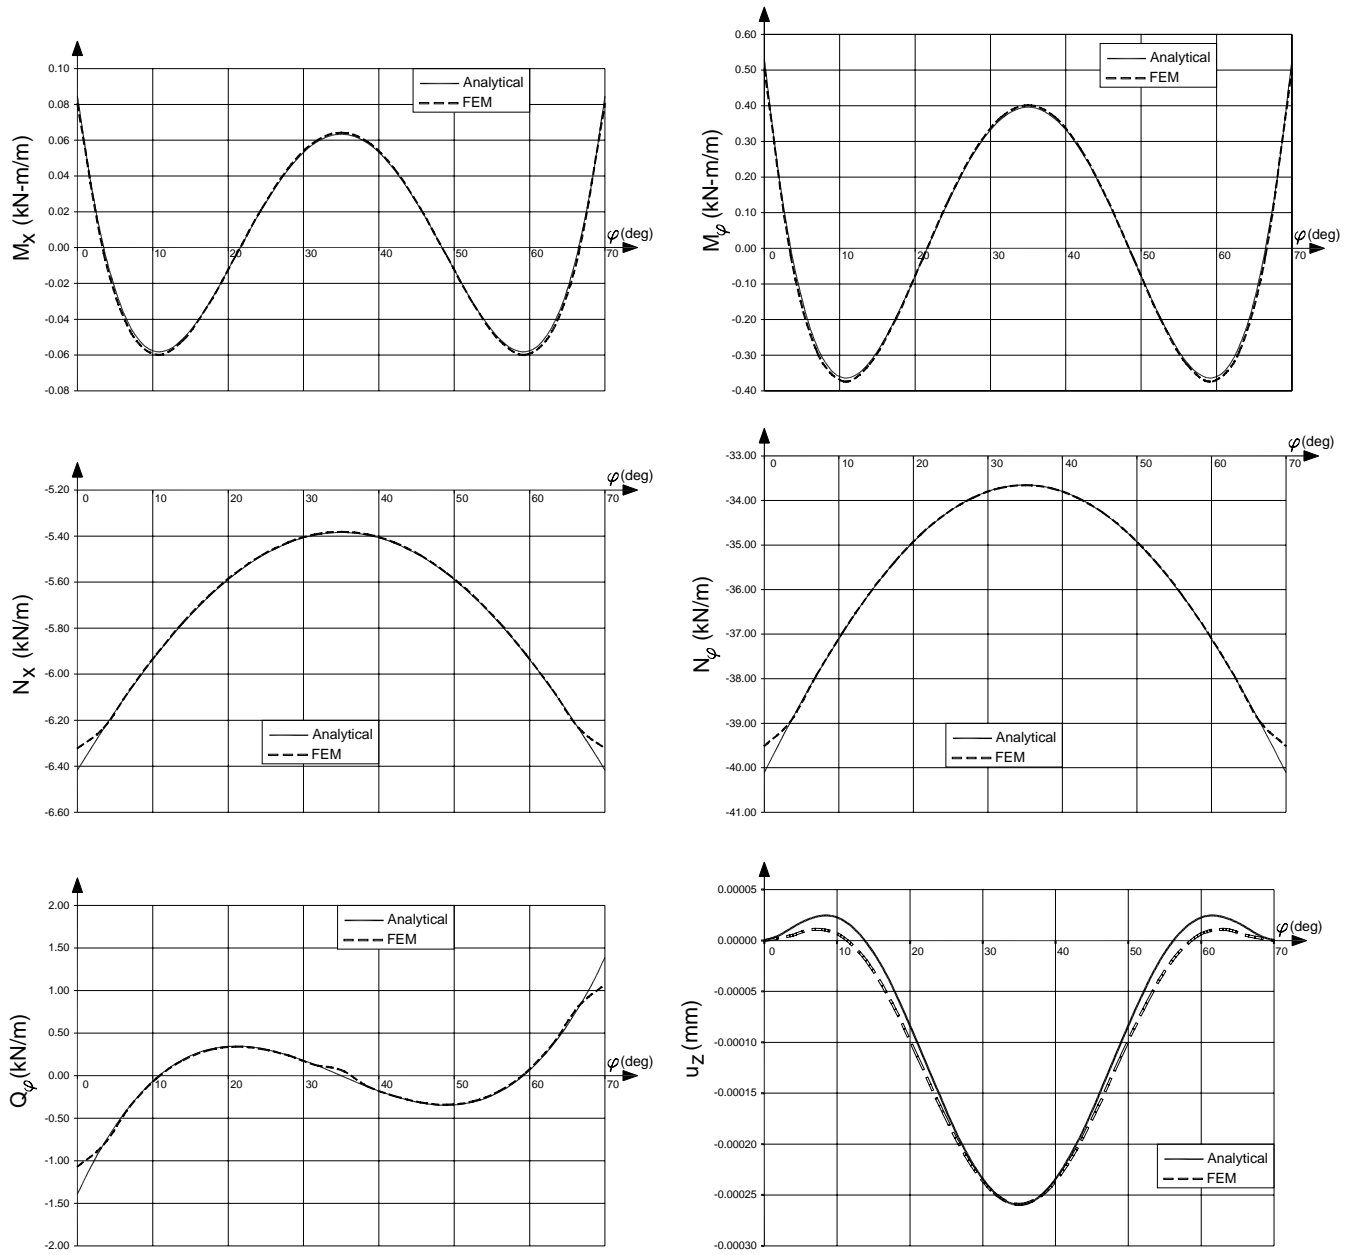 0.10
0.08
0.06
0.04
0.02
0.00
-0.02
-0.04
-0.06
-0.08
Mx (kN-m/m)
0 10 20 30 40 50 60 70
φ(deg)
Analytical
FEM
0.60
0.50
0.40
0.30
0.20
0.10
0.00
-0.10
-0.20
-0.30
-0.40
Mφ (kN-m/m)
0 10 20 30 40 50 60 70
φ(deg)
Analytical
FEM
-5.20
-5.40
-5.60
-5.80
-6.00
-6.20
-6.40
-6.60
Nx (kN/m)
0 10 20 30 40 50 60 70
φ(deg)
Analytical
FEM
-33.00
-34.00
-35.00
-36.00
-37.00
-38.00
-39.00
-40.00
-41.00
Nφ (kN/m)
0 10 20 30 40 50 60 70
φ(deg)
Analytical
FEM
2.00
1.50
1.00
0.50
0.00
-0.50
-1.00
-1.50
-2.00
Qφ(kN/m)
0 10 20 30 40 50 60 70
φ(deg)
Analytical
FEM
0.00005
0.00000
-0.00005
-0.00010
-0.00015
-0.00020
-0.00025
-0.00030
uz (mm)
0 10 20 30 40 50 60 70
φ(deg)
Analytical
FEM